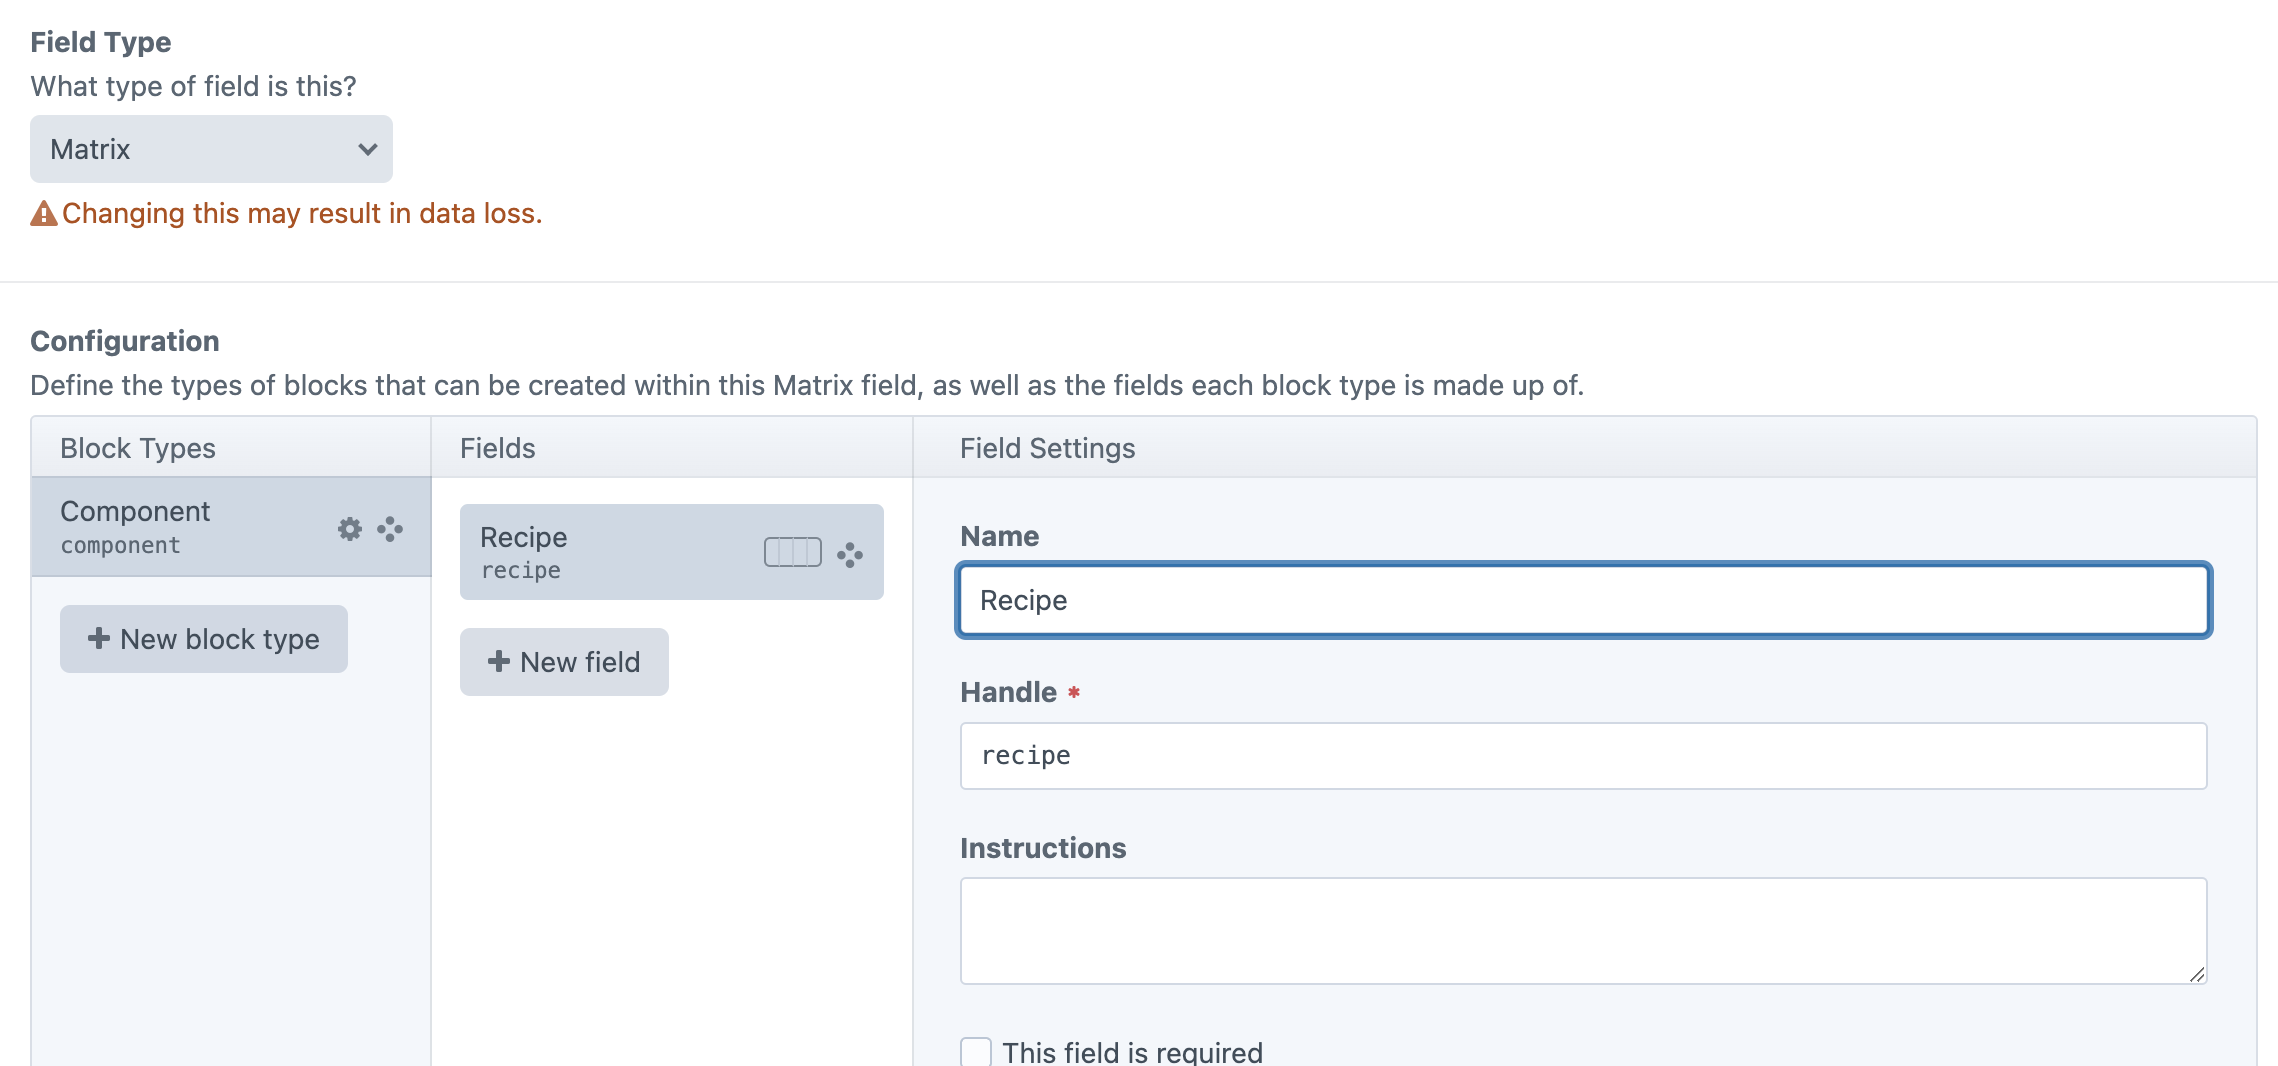 Field Type
What type of field is this?
Matrix
Changing this may result in data loss.
Configuration
Define the types of blocks that can be created within this Matrix field, as well as the fields each block type is made up of.
Block Types
Component
component
New block type
Fields
Recipe
recipe
New field
Field Settings
Name
Recipe
Handle *
recipe
Instructions
This field is required